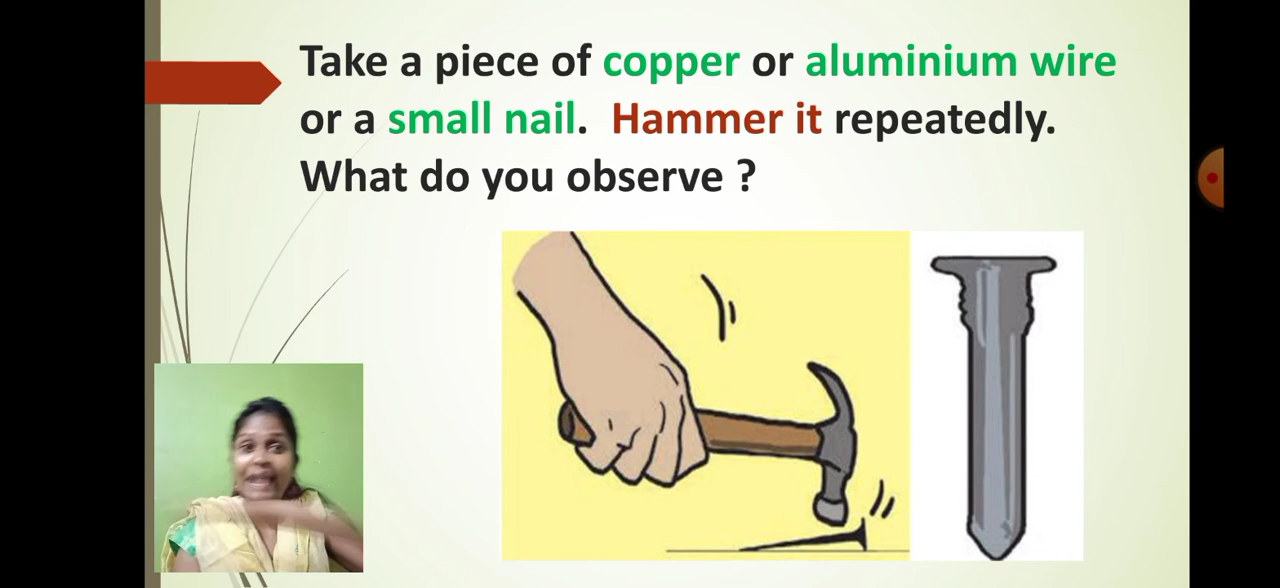 Take a piece of copper or aluminium wire
or a small nail.  Hammer it repeatedly.
What do you observe ?